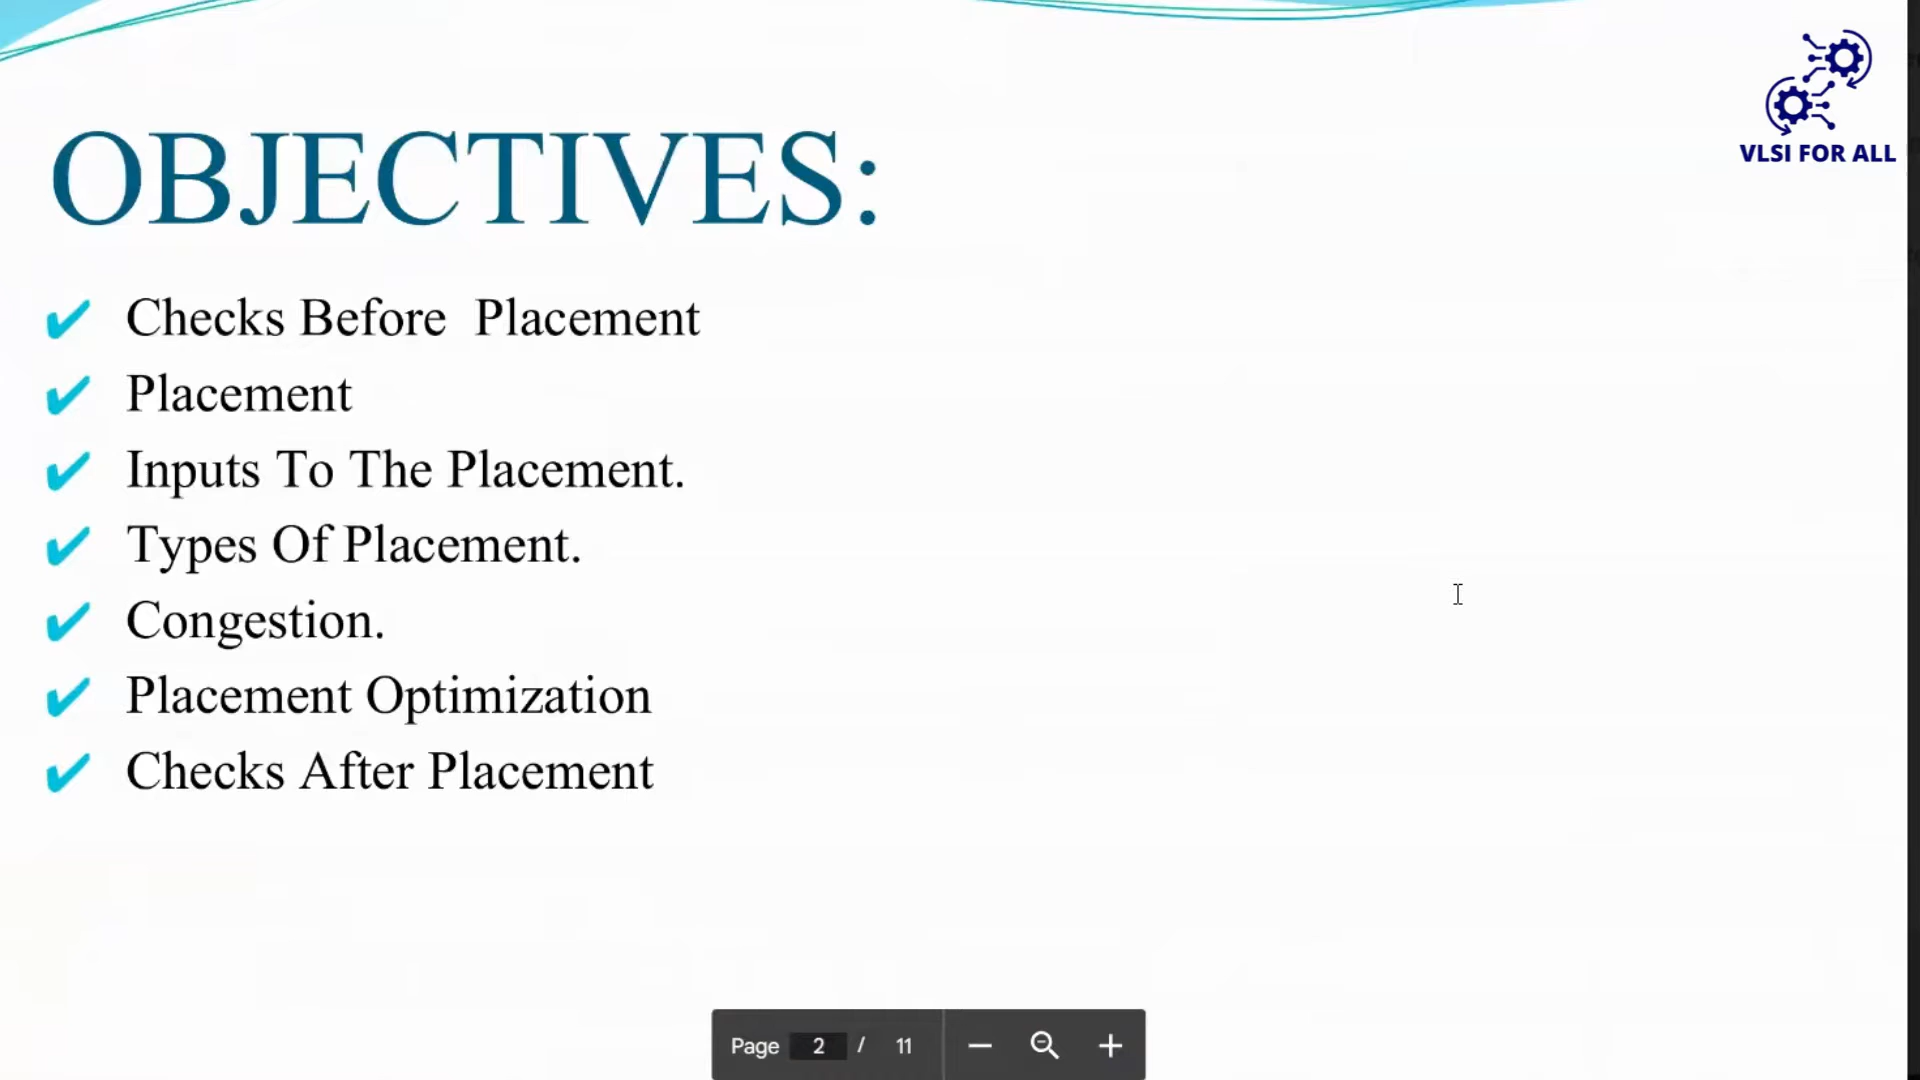 VLSI FOR ALL
OBJECTIVES:
✔ Checks Before  Placement
✔ Placement
✔ Inputs To The Placement.
✔ Types Of Placement.
✔ Congestion.
✔ Placement Optimization
✔ Checks After Placement
Page 2 / 11